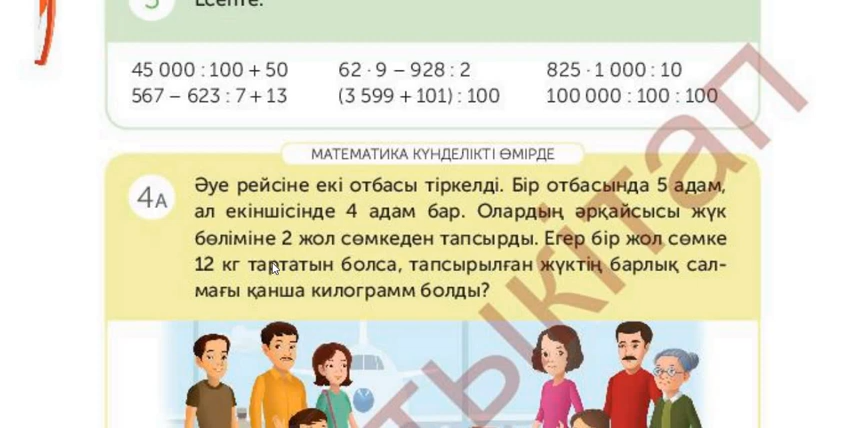 3 Есепте.
45 000 : 100 + 50 62 · 9 – 928 : 2 825 · 1 000 : 10
567 – 623 : 7 + 13 (3 599 + 101) : 100 100 000 : 100 : 100
МАТЕМАТИКА КҮНДЕЛІКТІ ӨМІРДЕ
4А Әуе рейсіне екі отбасы тіркелді. Бір отбасында 5 адам,
ал екіншісінде 4 адам бар. Олардың әрқайсысы жүк
бөліміне 2 жол сөмкеден тапсырды. Егер бір жол сөмке
12 кг тартатын болса, тапсырылған жүктің барлық сал-
мағы қанша килограмм болды?